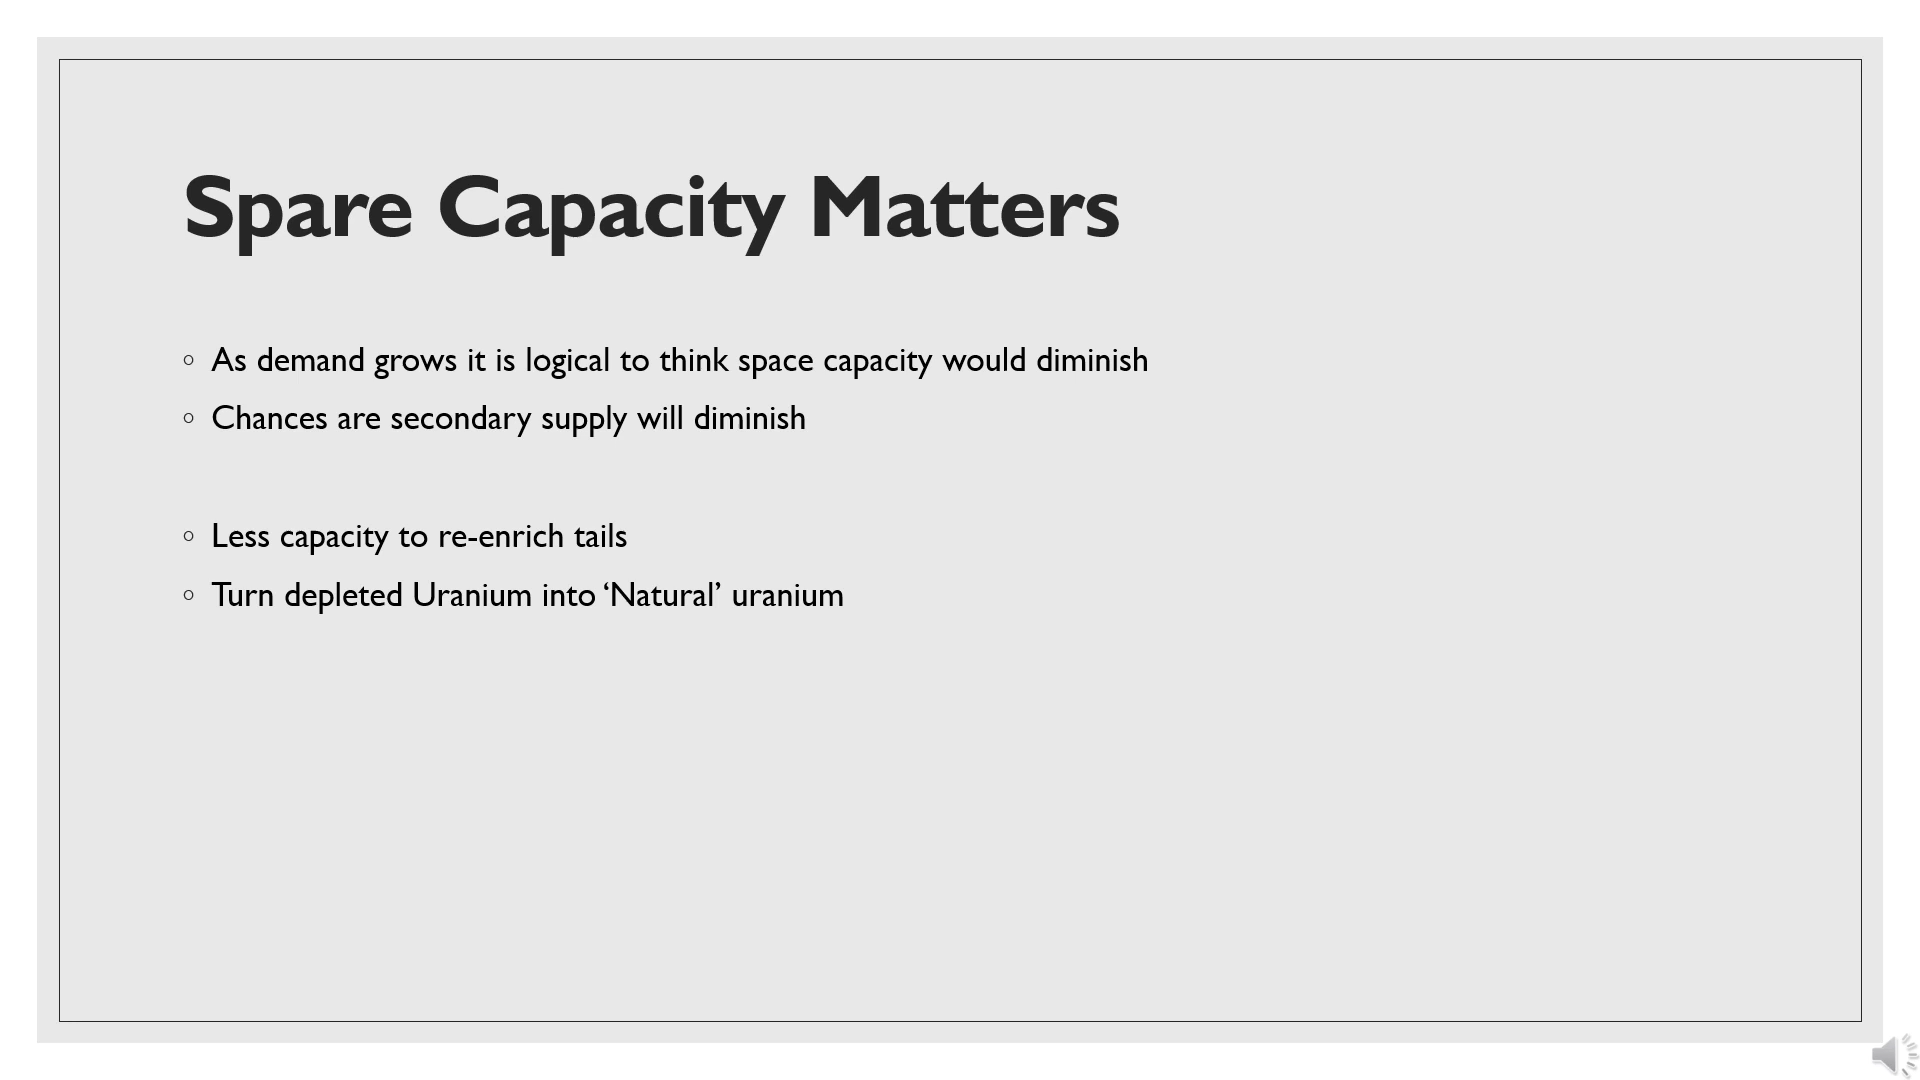 Spare Capacity Matters
◦ As demand grows it is logical to think space capacity would diminish
◦ Chances are secondary supply will diminish
◦ Less capacity to re-enrich tails
◦ Turn depleted Uranium into ‘Natural’ uranium